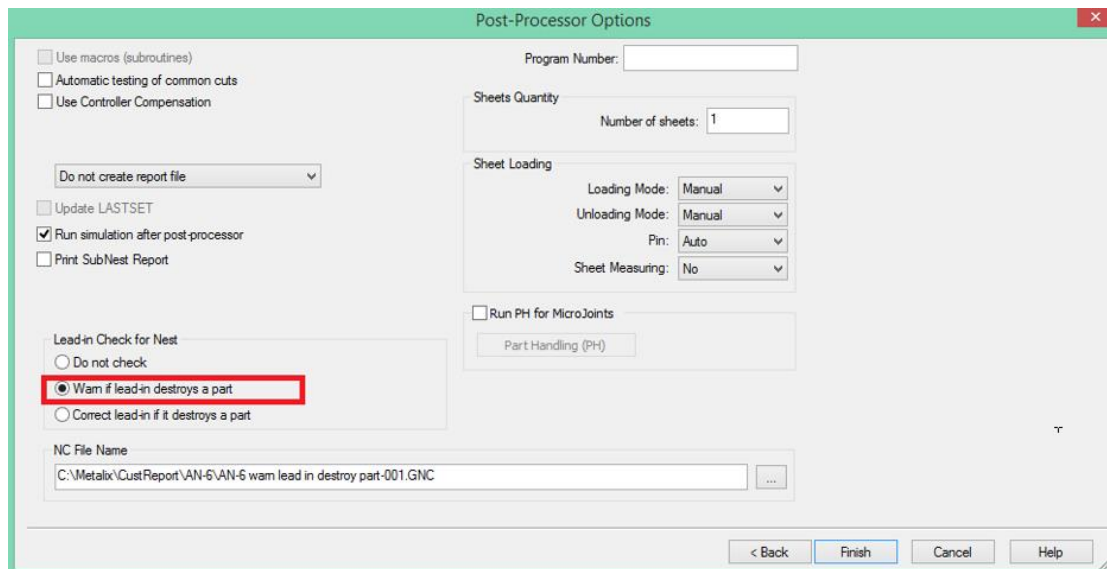 Post-Processor Options
Use macros (subroutines)
Automatic testing of common cuts
Use Controller Compensation
Do not create report file
Update LASTSET
Run simulation after post-processor
Print SubNest Report
Lead-in Check for Nest
Do not check
Warn if lead-in destroys a part
Correct lead-in if it destroys a part
Program Number:
Sheets Quantity
Number of sheets: 1
Sheet Loading
Loading Mode: Manual
Unloading Mode: Manual
Pin: Auto
Sheet Measuring: No
Run PH for MicroJoints
Part Handling (PH)
NC File Name
C:\Metalix\CustReport\AN-6\AN-6 warn lead in destroy part-001.GNC
...
< Back Finish Cancel Help